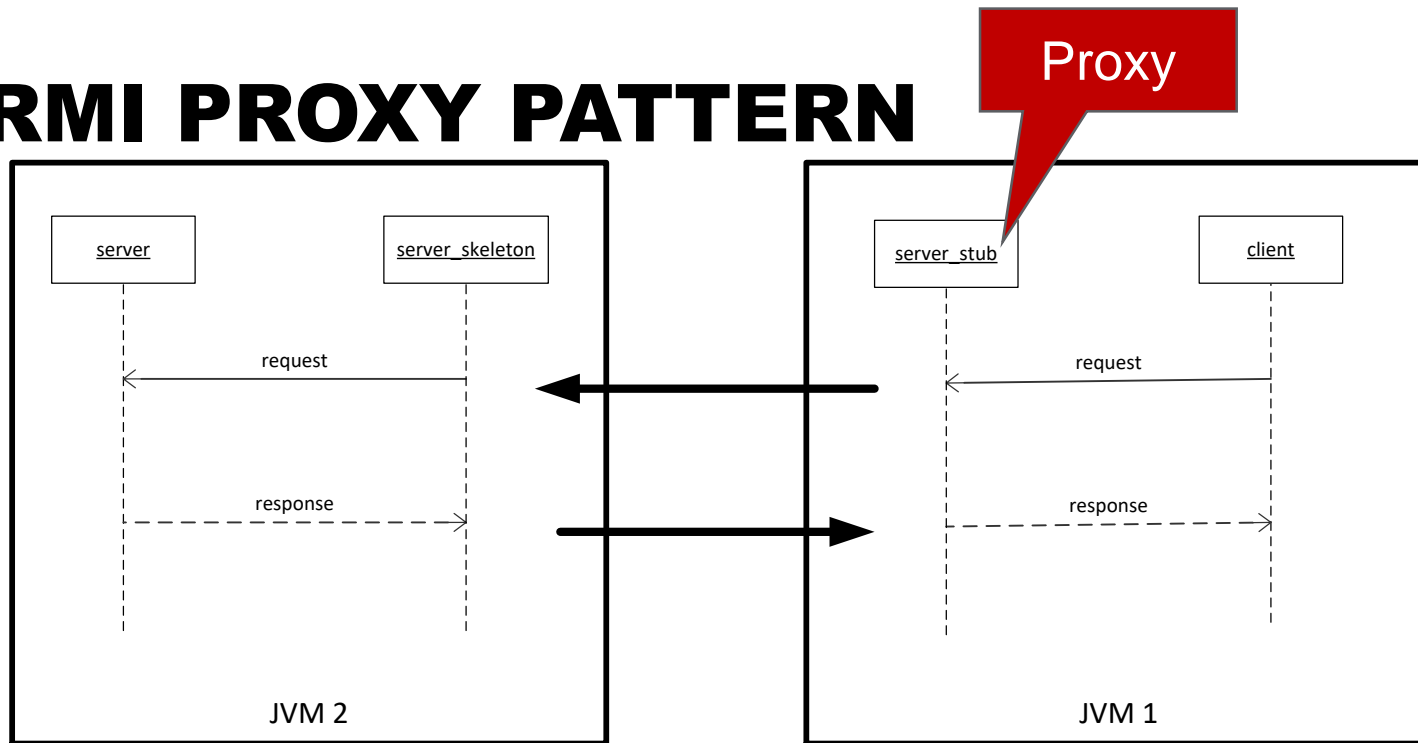 Proxy
RMI PROXY PATTERN
server
server_skeleton
server_stub
client
request
request
response
response
JVM 2
JVM 1